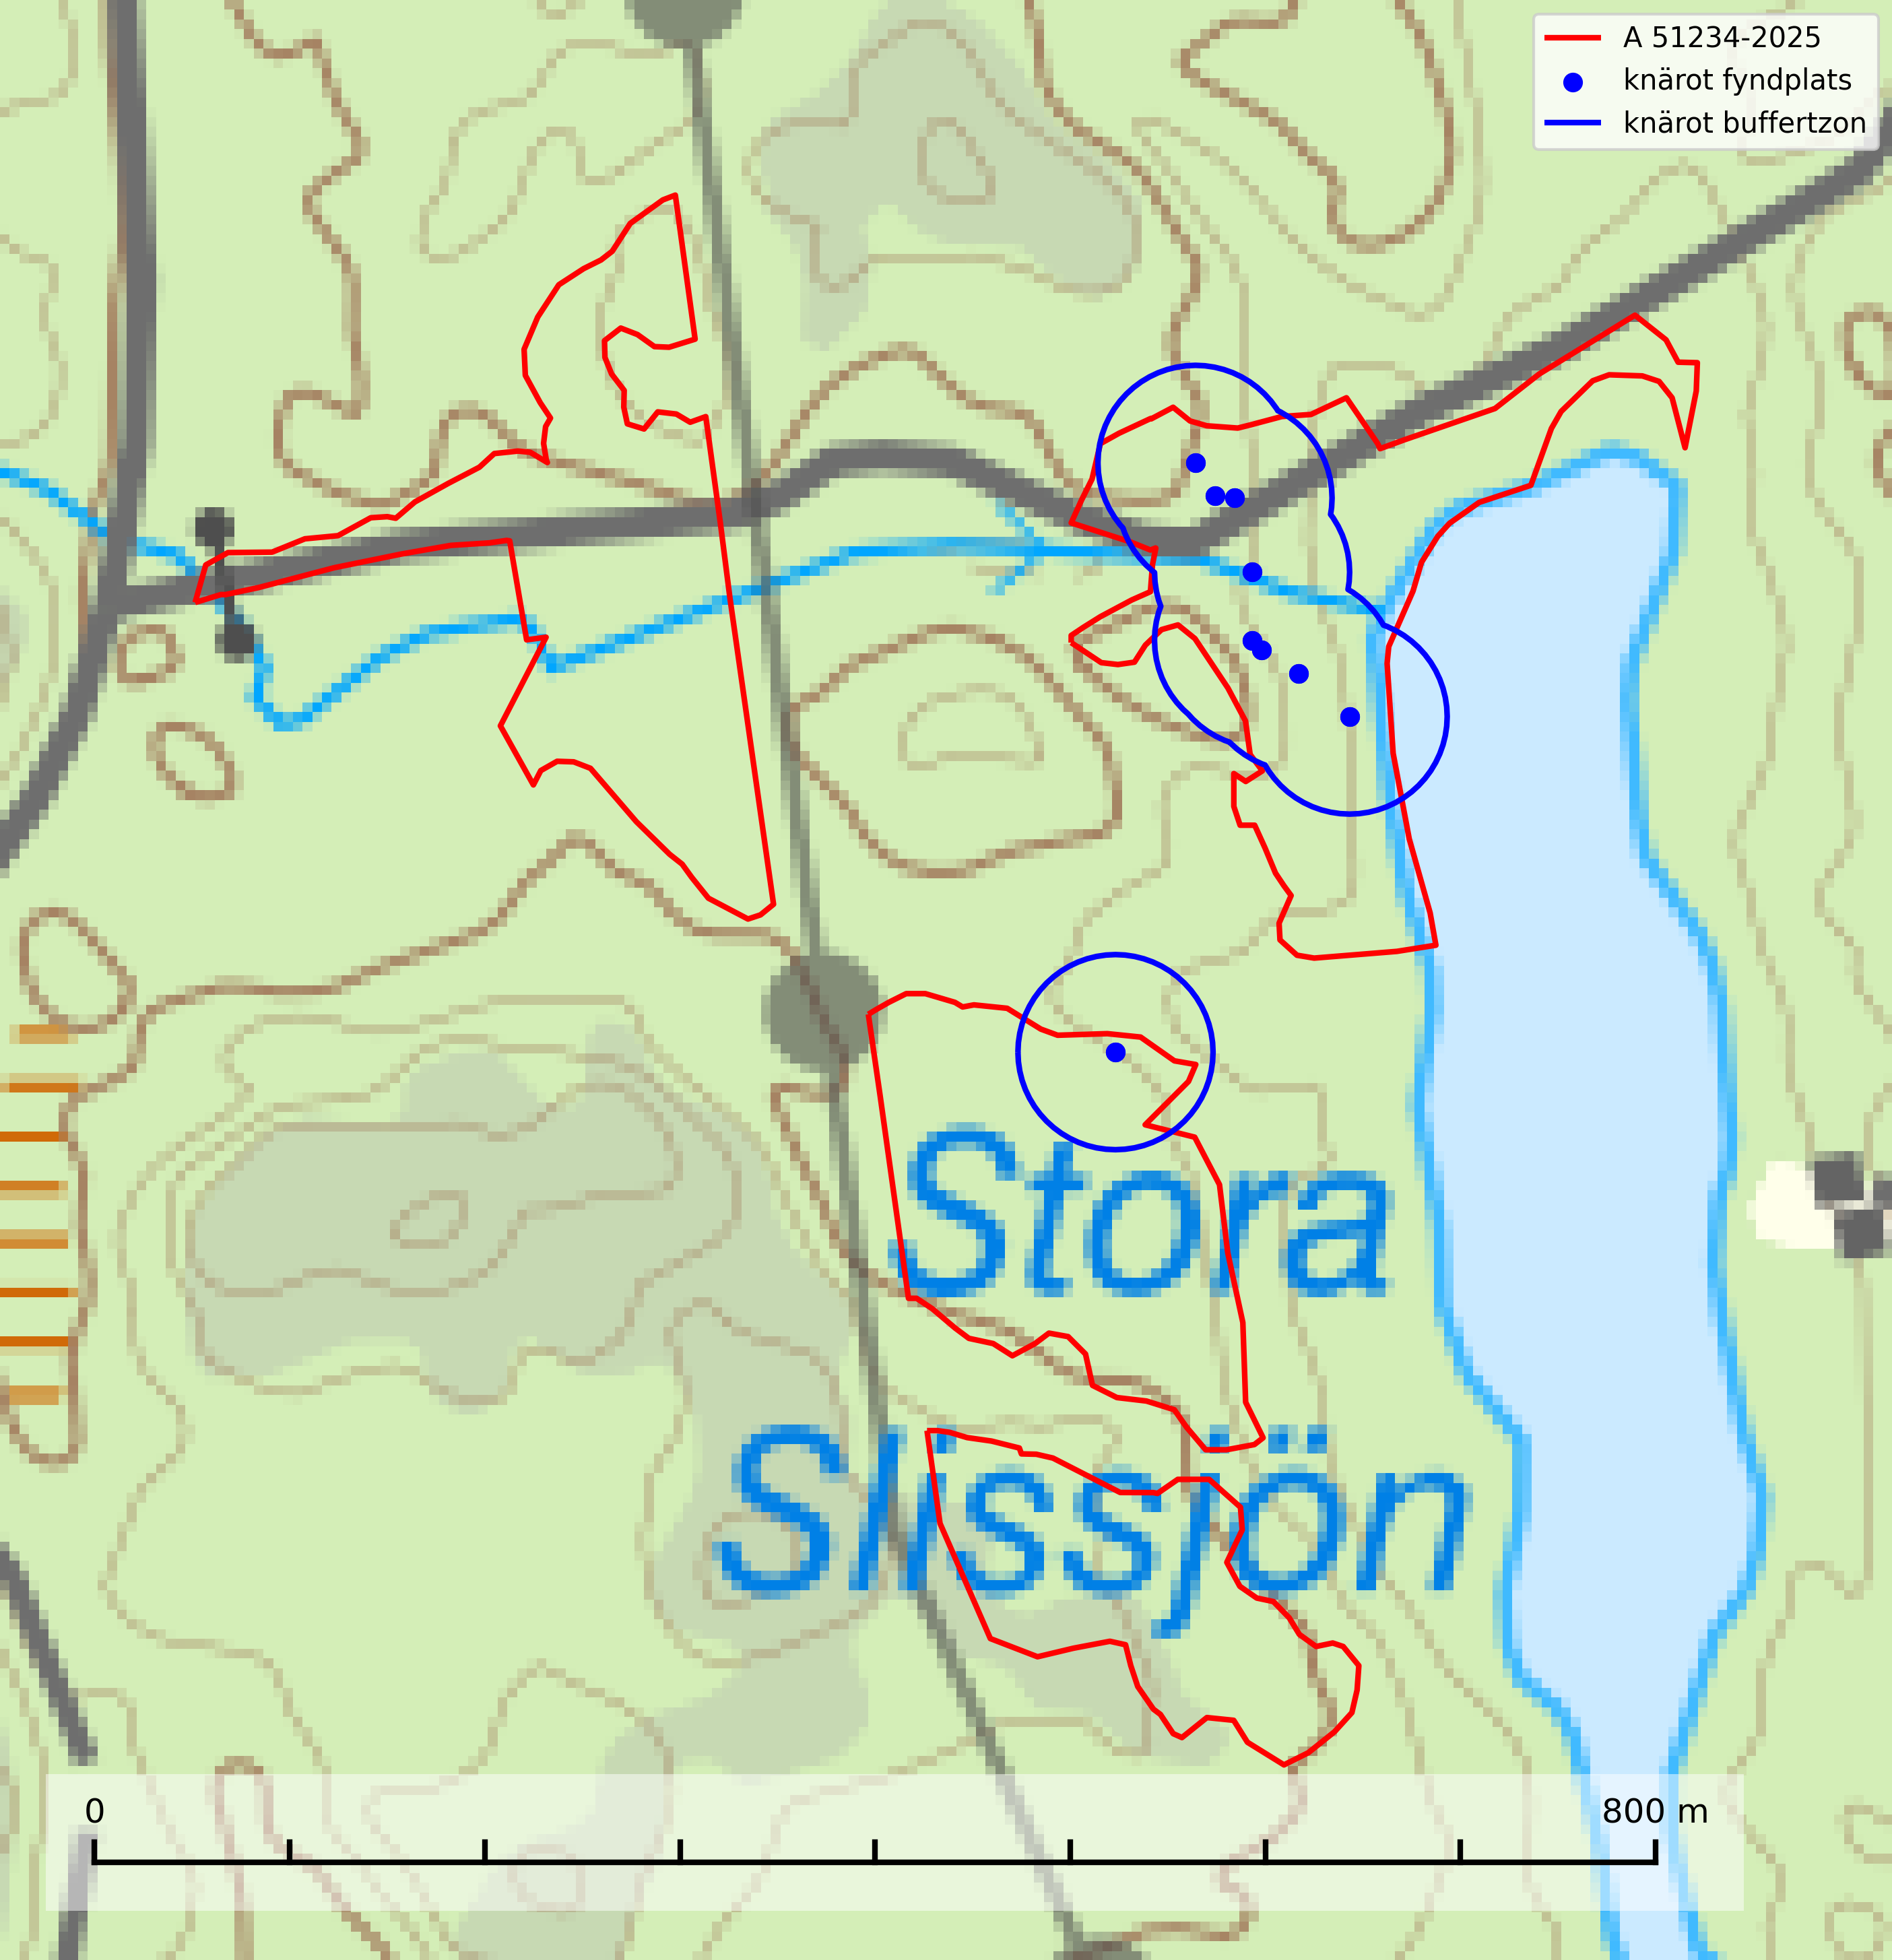 A 51234-2025
knärot fyndplats
knärot buffertzon
Stora
Slissjön
0 800 m